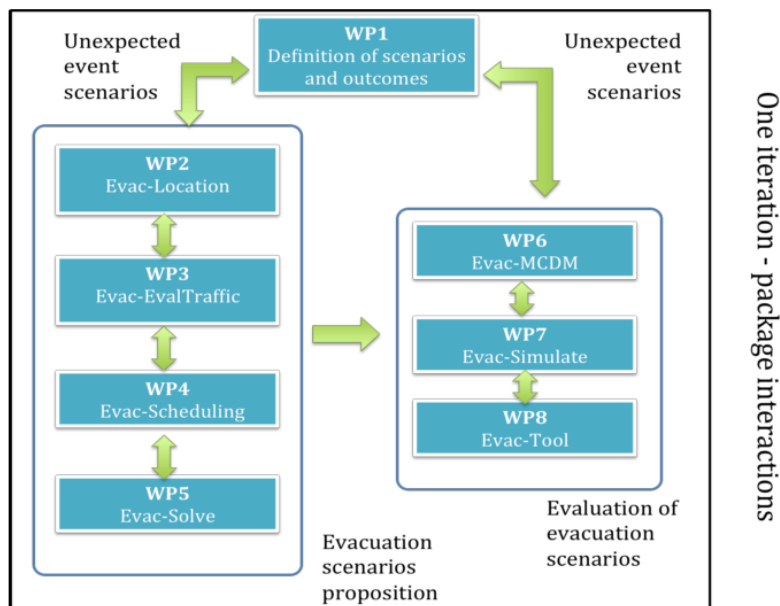 Unexpected
event
scenarios
WP1
Definition of scenarios
and outcomes
Unexpected
event
scenarios
WP2
Evac-Location
WP3
Evac-EvalTraffic
WP4
Evac-Scheduling
WP5
Evac-Solve
Evacuation
scenarios
proposition
WP6
Evac-MCDM
WP7
Evac-Simulate
WP8
Evac-Tool
Evaluation of
evacuation
scenarios
One iteration - package interactions